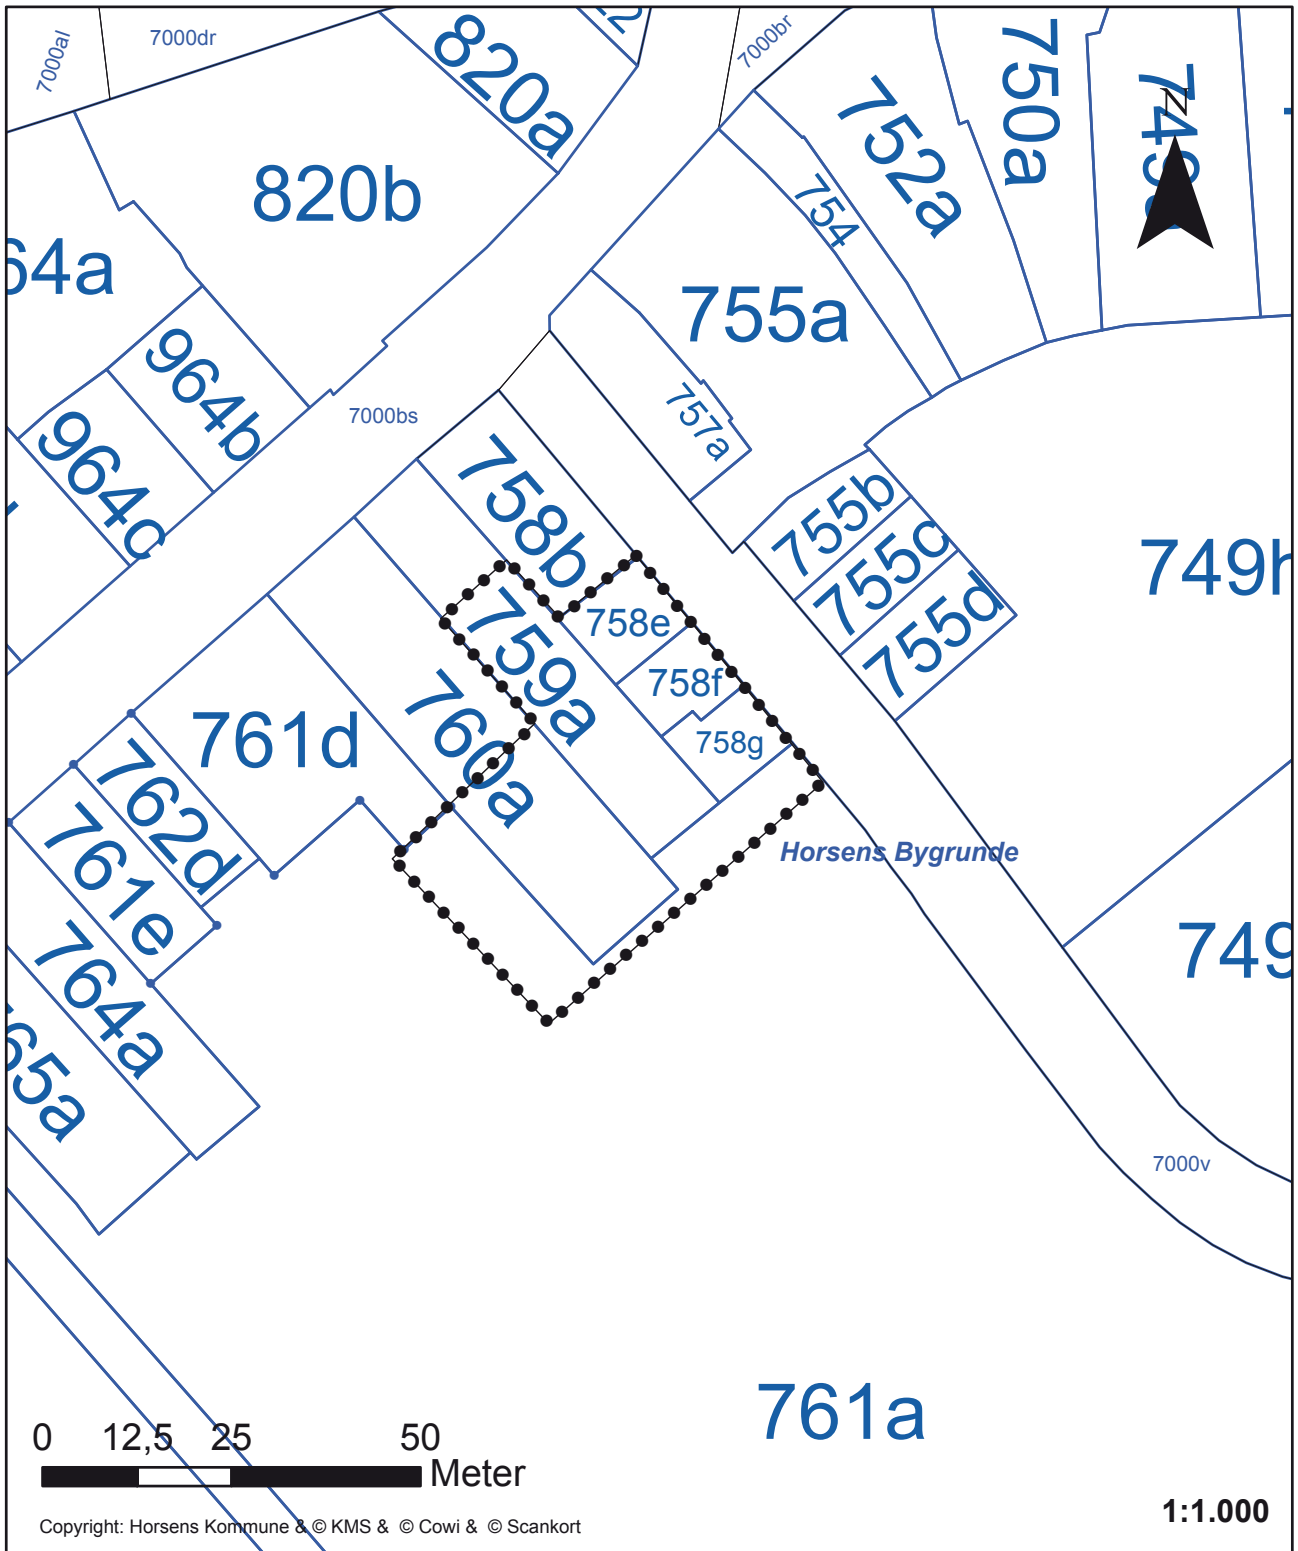 7000al
7000dr
820a
7000br
750a
752a
754
820b
64a
755a
964b
757a
7000bs
964c
758b
755b
755c
755d
749h
759a
758e
758f
758g
760a
761d
762d
761e
764a
65a
Horsens Bygrunde
749
7000v
761a
0 12,5 25 50
Meter
1:1.000
Copyright: Horsens Kommune & © KMS & © Cowi & © Scankort
N